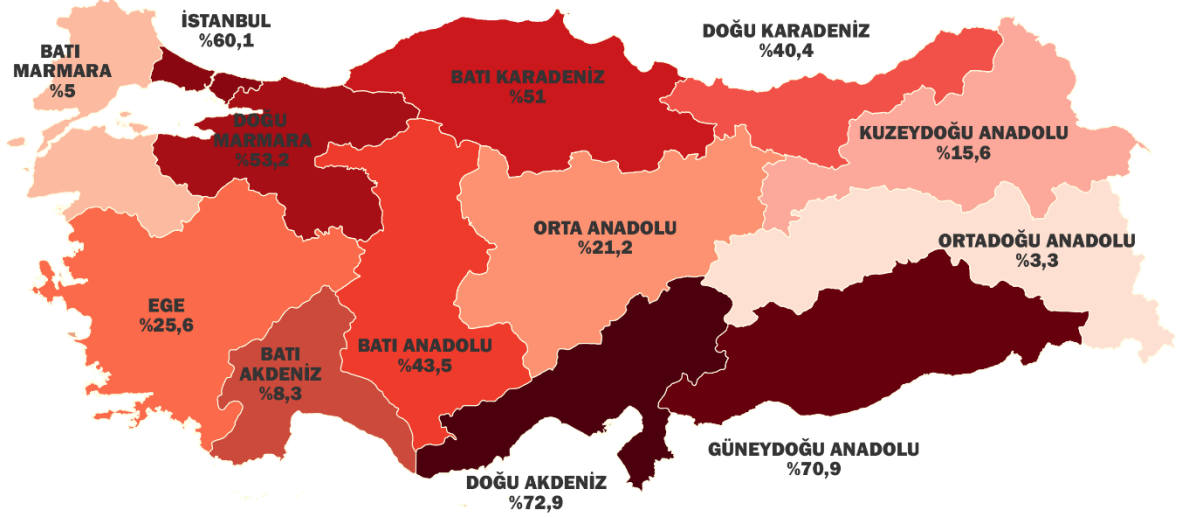 İSTANBUL
%60,1
DOĞU KARADENİZ
%40,4
BATI
MARMARA
%5
BATI KARADENİZ
%51
DOĞU
MARMARA
%53,2
KUZEYDOĞU ANADOLU
%15,6
ORTA ANADOLU
%21,2
ORTADOĞU ANADOLU
%3,3
EGE
%25,6
BATI
AKDENİZ
%8,3
BATI ANADOLU
%43,5
GÜNEYDOĞU ANADOLU
%70,9
DOĞU AKDENİZ
%72,9